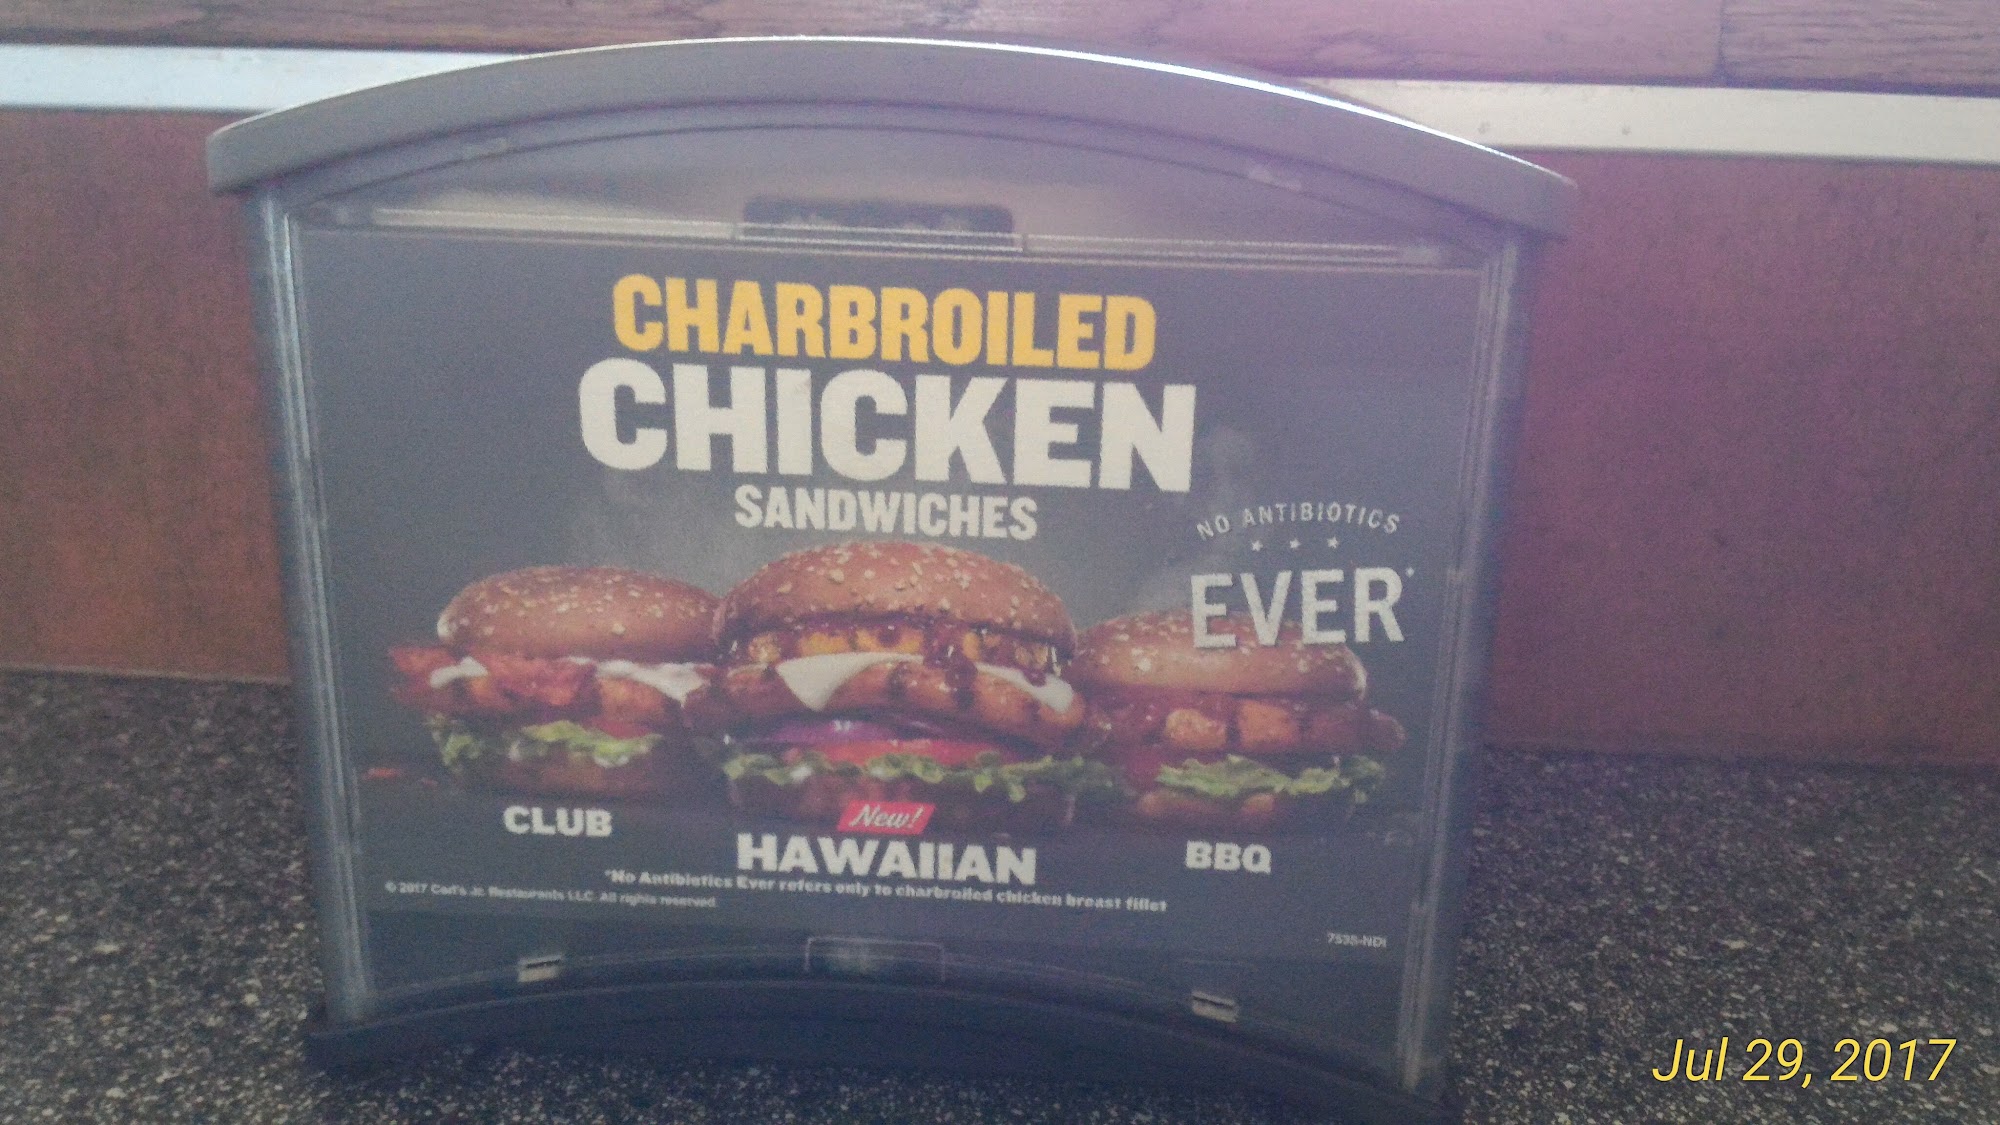 CHARBROILED
CHICKEN
SANDWICHES
NO ANTIBIOTICS
EVER*
CLUB
New!
HAWAIIAN
BBQ
*No Antibiotics Ever refers only to charbroiled chicken breast fillet
© 2017 Carl's Jr. Restaurants LLC. All rights reserved.
7535-NDI
Jul 29, 2017